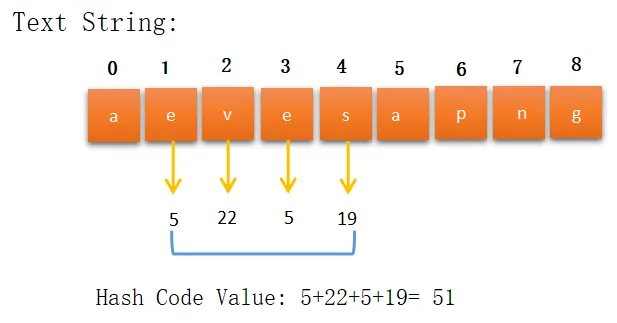 Text String:
0 1 2 3 4 5 6 7 8
a e v e s a p n g
5 22 5 19
Hash Code Value: 5+22+5+19= 51